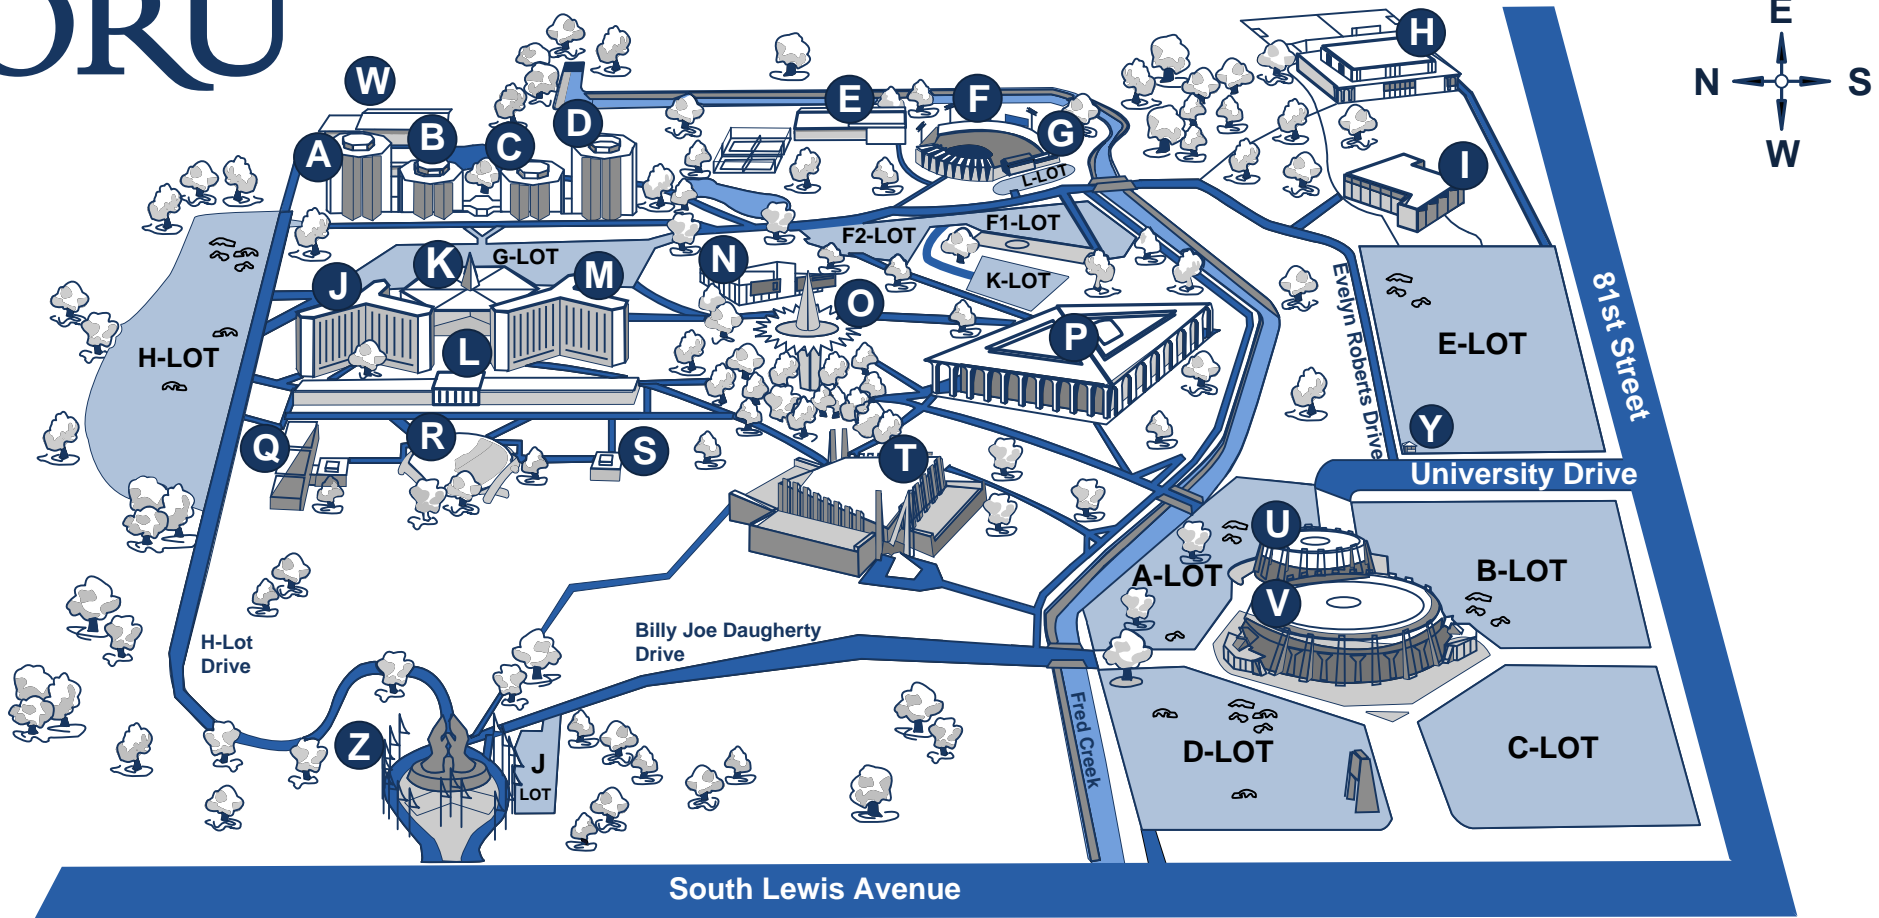 ORU
E
N
S
W
H
W
A
B
C
D
E
F
G
L-LOT
I
F1-LOT
F2-LOT
K-LOT
G-LOT
J
K
M
N
O
P
L
H-LOT
Q
R
S
T
E-LOT
Evelyn Roberts Drive
81st Street
Y
University Drive
U
V
A-LOT
B-LOT
H-Lot
Drive
Billy Joe Daugherty
Drive
Fred Creek
Z
J
LOT
D-LOT
C-LOT
South Lewis Avenue